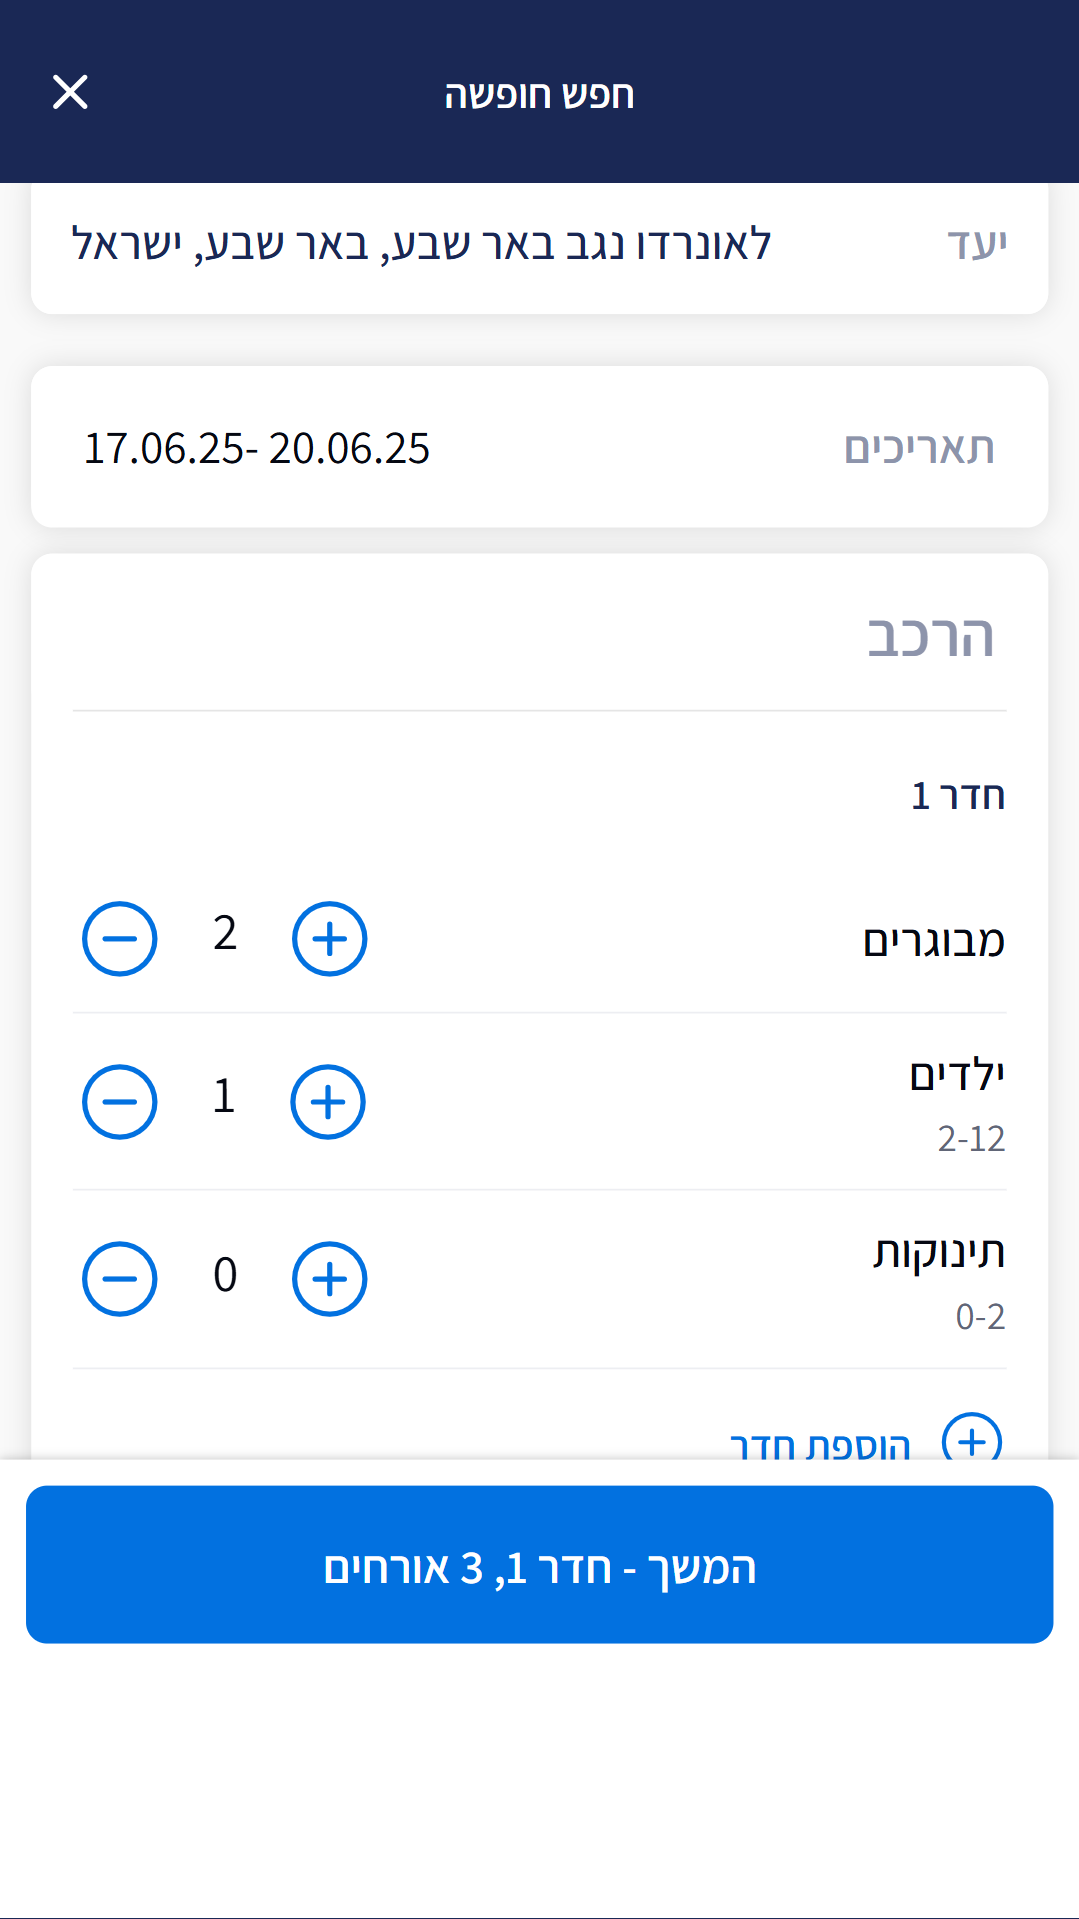 חפש חופשה
יעד
לאונרדו נגב באר שבע, באר שבע, ישראל
תאריכים
17.06.25- 20.06.25
הרכב
חדר 1
מבוגרים
2
ילדים
2-12
1
תינוקות
0-2
0
הוספת חדר
המשך - חדר 1, 3 אורחים